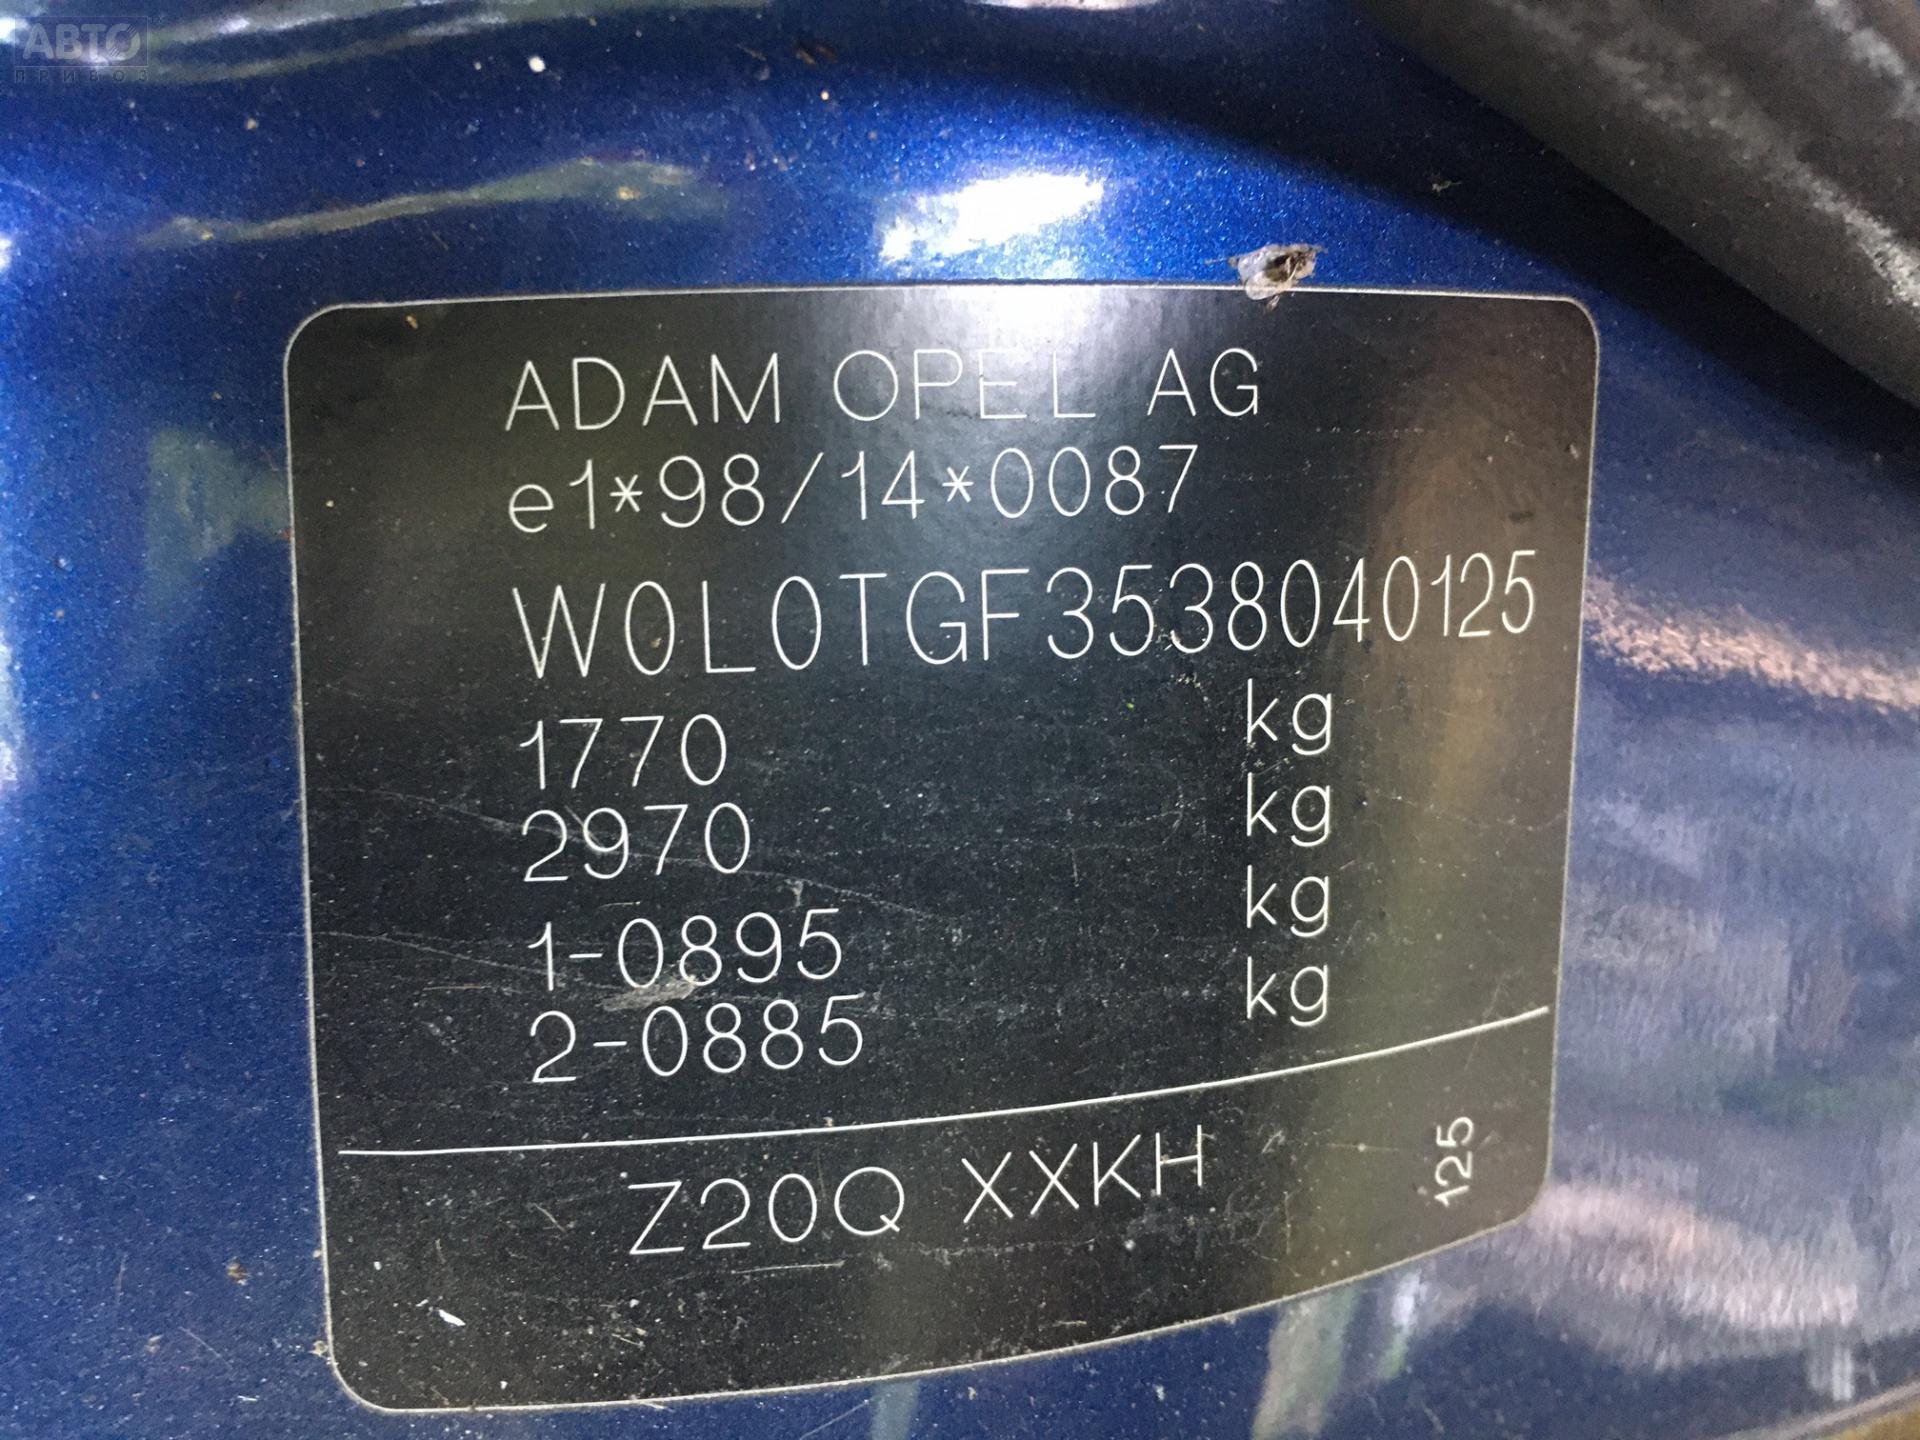 АВТО
ПРИВОЗ
ADAM OPEL AG
e1*98/14*0087
W0L0TGF3538040125
1770 kg
2970 kg
1-0895 kg
2-0885 kg
Z20Q XXKH 125